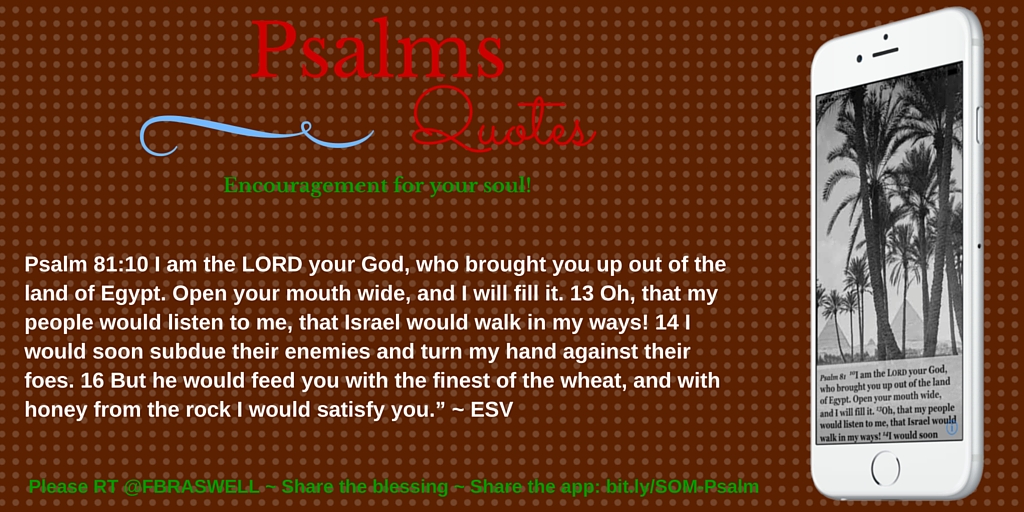 Psalms
Quotes
Encouragement for your soul!
Psalm 81:10 I am the LORD your God, who brought you up out of the
land of Egypt. Open your mouth wide, and I will fill it. 13 Oh, that my
people would listen to me, that Israel would walk in my ways! 14 I
would soon subdue their enemies and turn my hand against their
foes. 16 But he would feed you with the finest of the wheat, and with
honey from the rock I would satisfy you.” ~ ESV
Please RT @FBRASWELL ~ Share the blessing ~ Share the app: bit.ly/SOM-Psalm
Psalm 81 ¹⁰I am the LORD your God,
who brought you up out of the land
of Egypt. Open your mouth wide,
and I will fill it. ¹³Oh, that my people
would listen to me, that Israel would
walk in my ways! ¹⁴I would soon